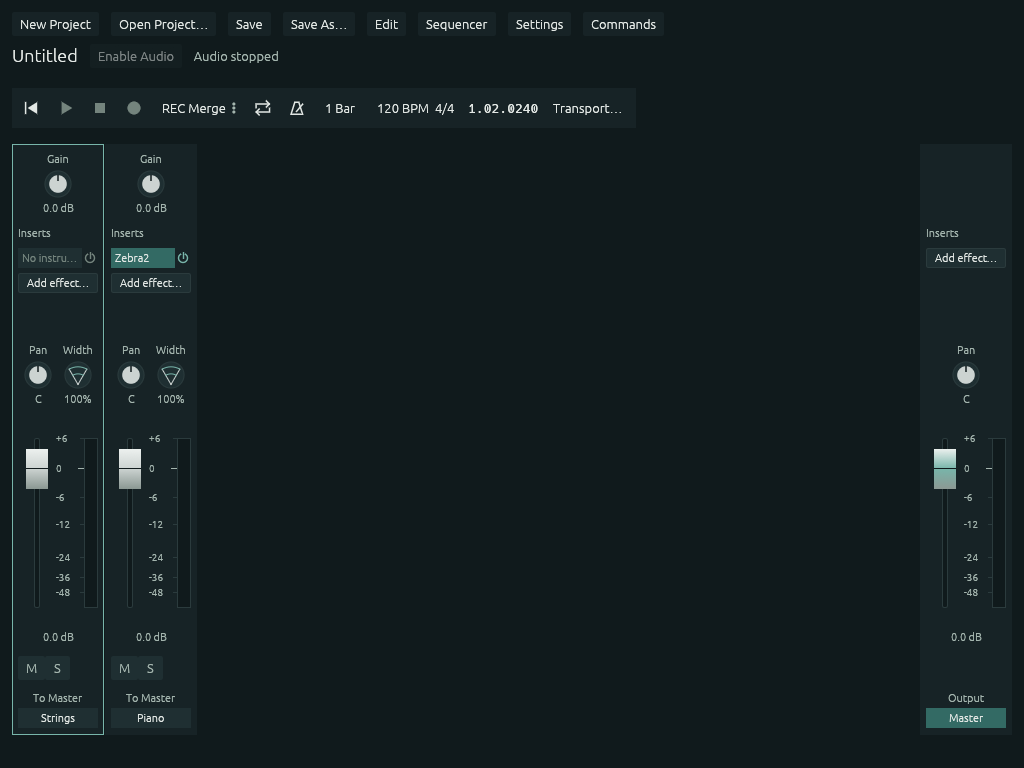 New Project Open Project... Save Save As... Edit Sequencer Settings Commands
Untitled Enable Audio Audio stopped
REC Merge 1 Bar 120 BPM 4/4 1.02.0240 Transport...
Gain Gain
0.0 dB 0.0 dB
Inserts Inserts Inserts
No instru... Zebra2 Add effect...
Add effect... Add effect...
Pan Width Pan Width Pan
C 100% C 100% C
+6 +6 +6
0 0 0
-6 -6 -6
-12 -12 -12
-24 -24 -24
-36 -36 -36
-48 -48 -48
0.0 dB 0.0 dB 0.0 dB
M S M S
To Master To Master Output
Strings Piano Master